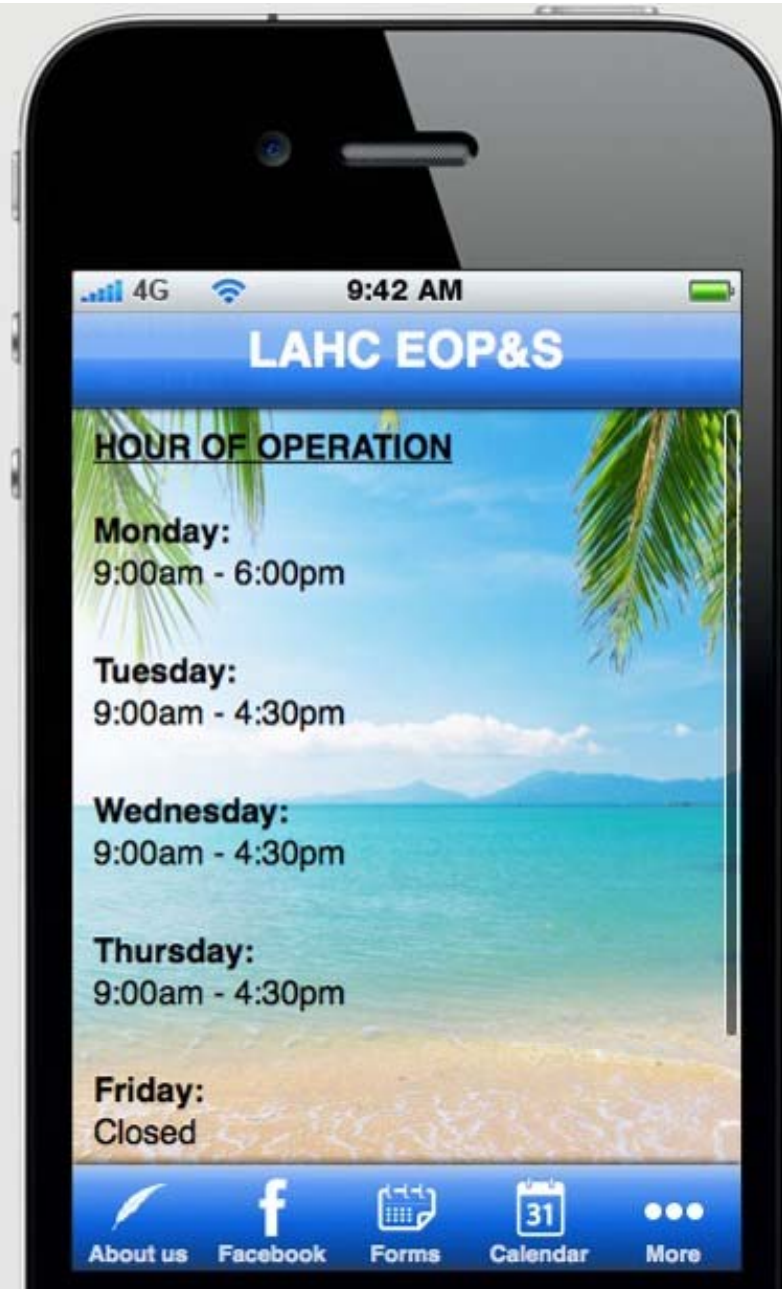 4G 9:42 AM
LAHC EOP&S
HOUR OF OPERATION
Monday:
9:00am - 6:00pm
Tuesday:
9:00am - 4:30pm
Wednesday:
9:00am - 4:30pm
Thursday:
9:00am - 4:30pm
Friday:
Closed
31
About us Facebook Forms Calendar More